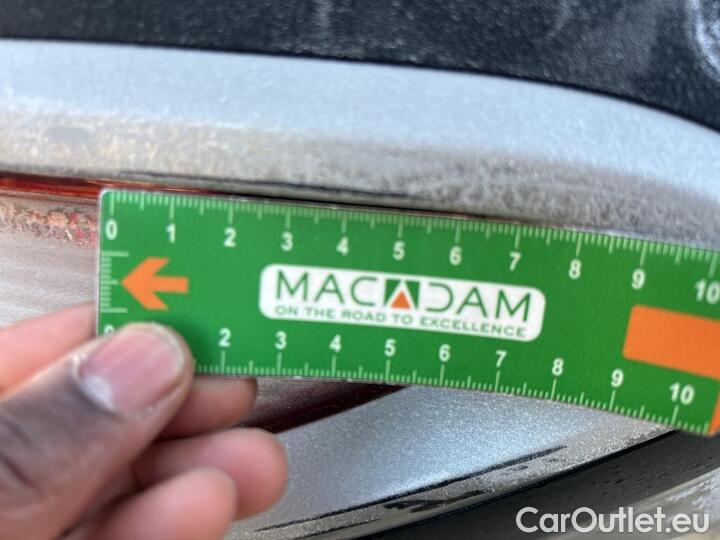 0 1 2 3 4 5 6 7 8 9 10
MACADAM
ON THE ROAD TO EXCELLENCE
2 3 4 5 6 7 8 9 10
CarOutlet.eu